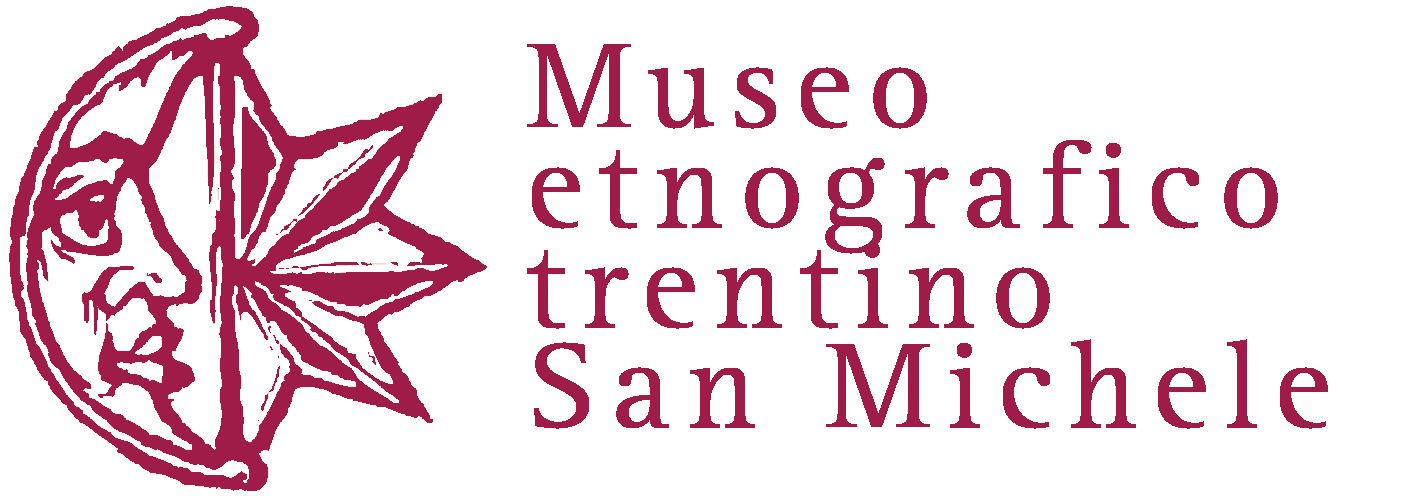 Museo
etnografico
trentino
San Michele